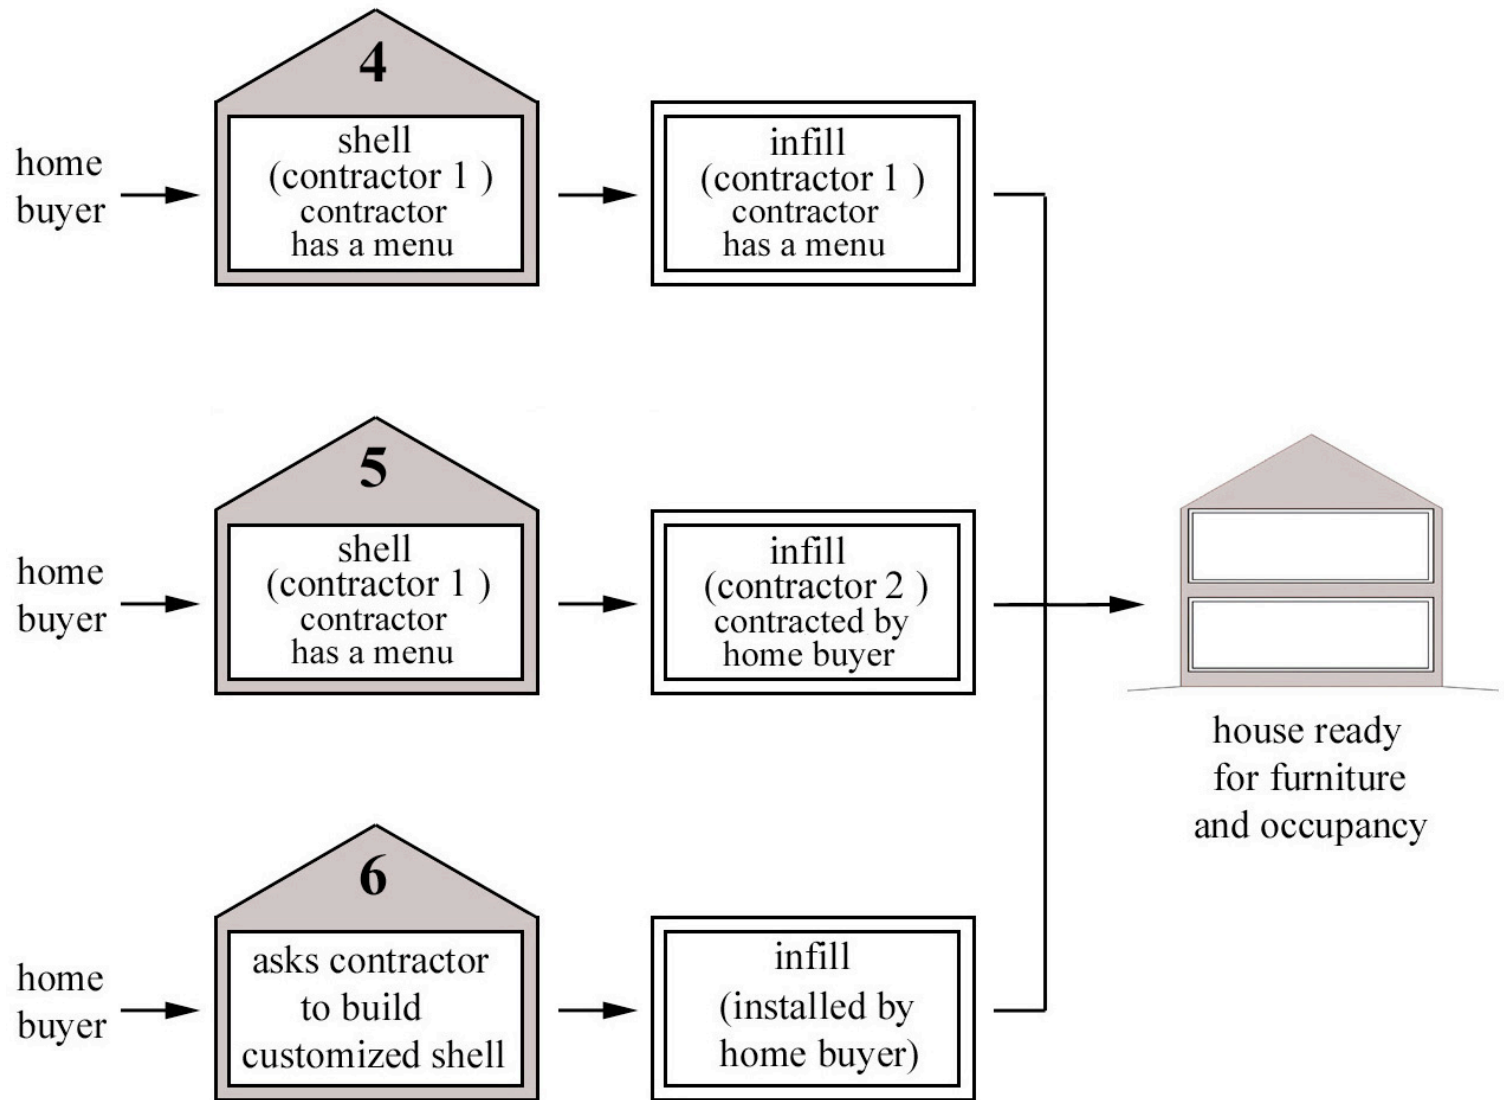 4
home
buyer
shell
(contractor 1 )
contractor
has a menu
infill
(contractor 1 )
contractor
has a menu
5
home
buyer
shell
(contractor 1 )
contractor
has a menu
infill
(contractor 2 )
contracted by
home buyer
house ready
for furniture
and occupancy
6
home
buyer
asks contractor
to build
customized shell
infill
(installed by
home buyer)